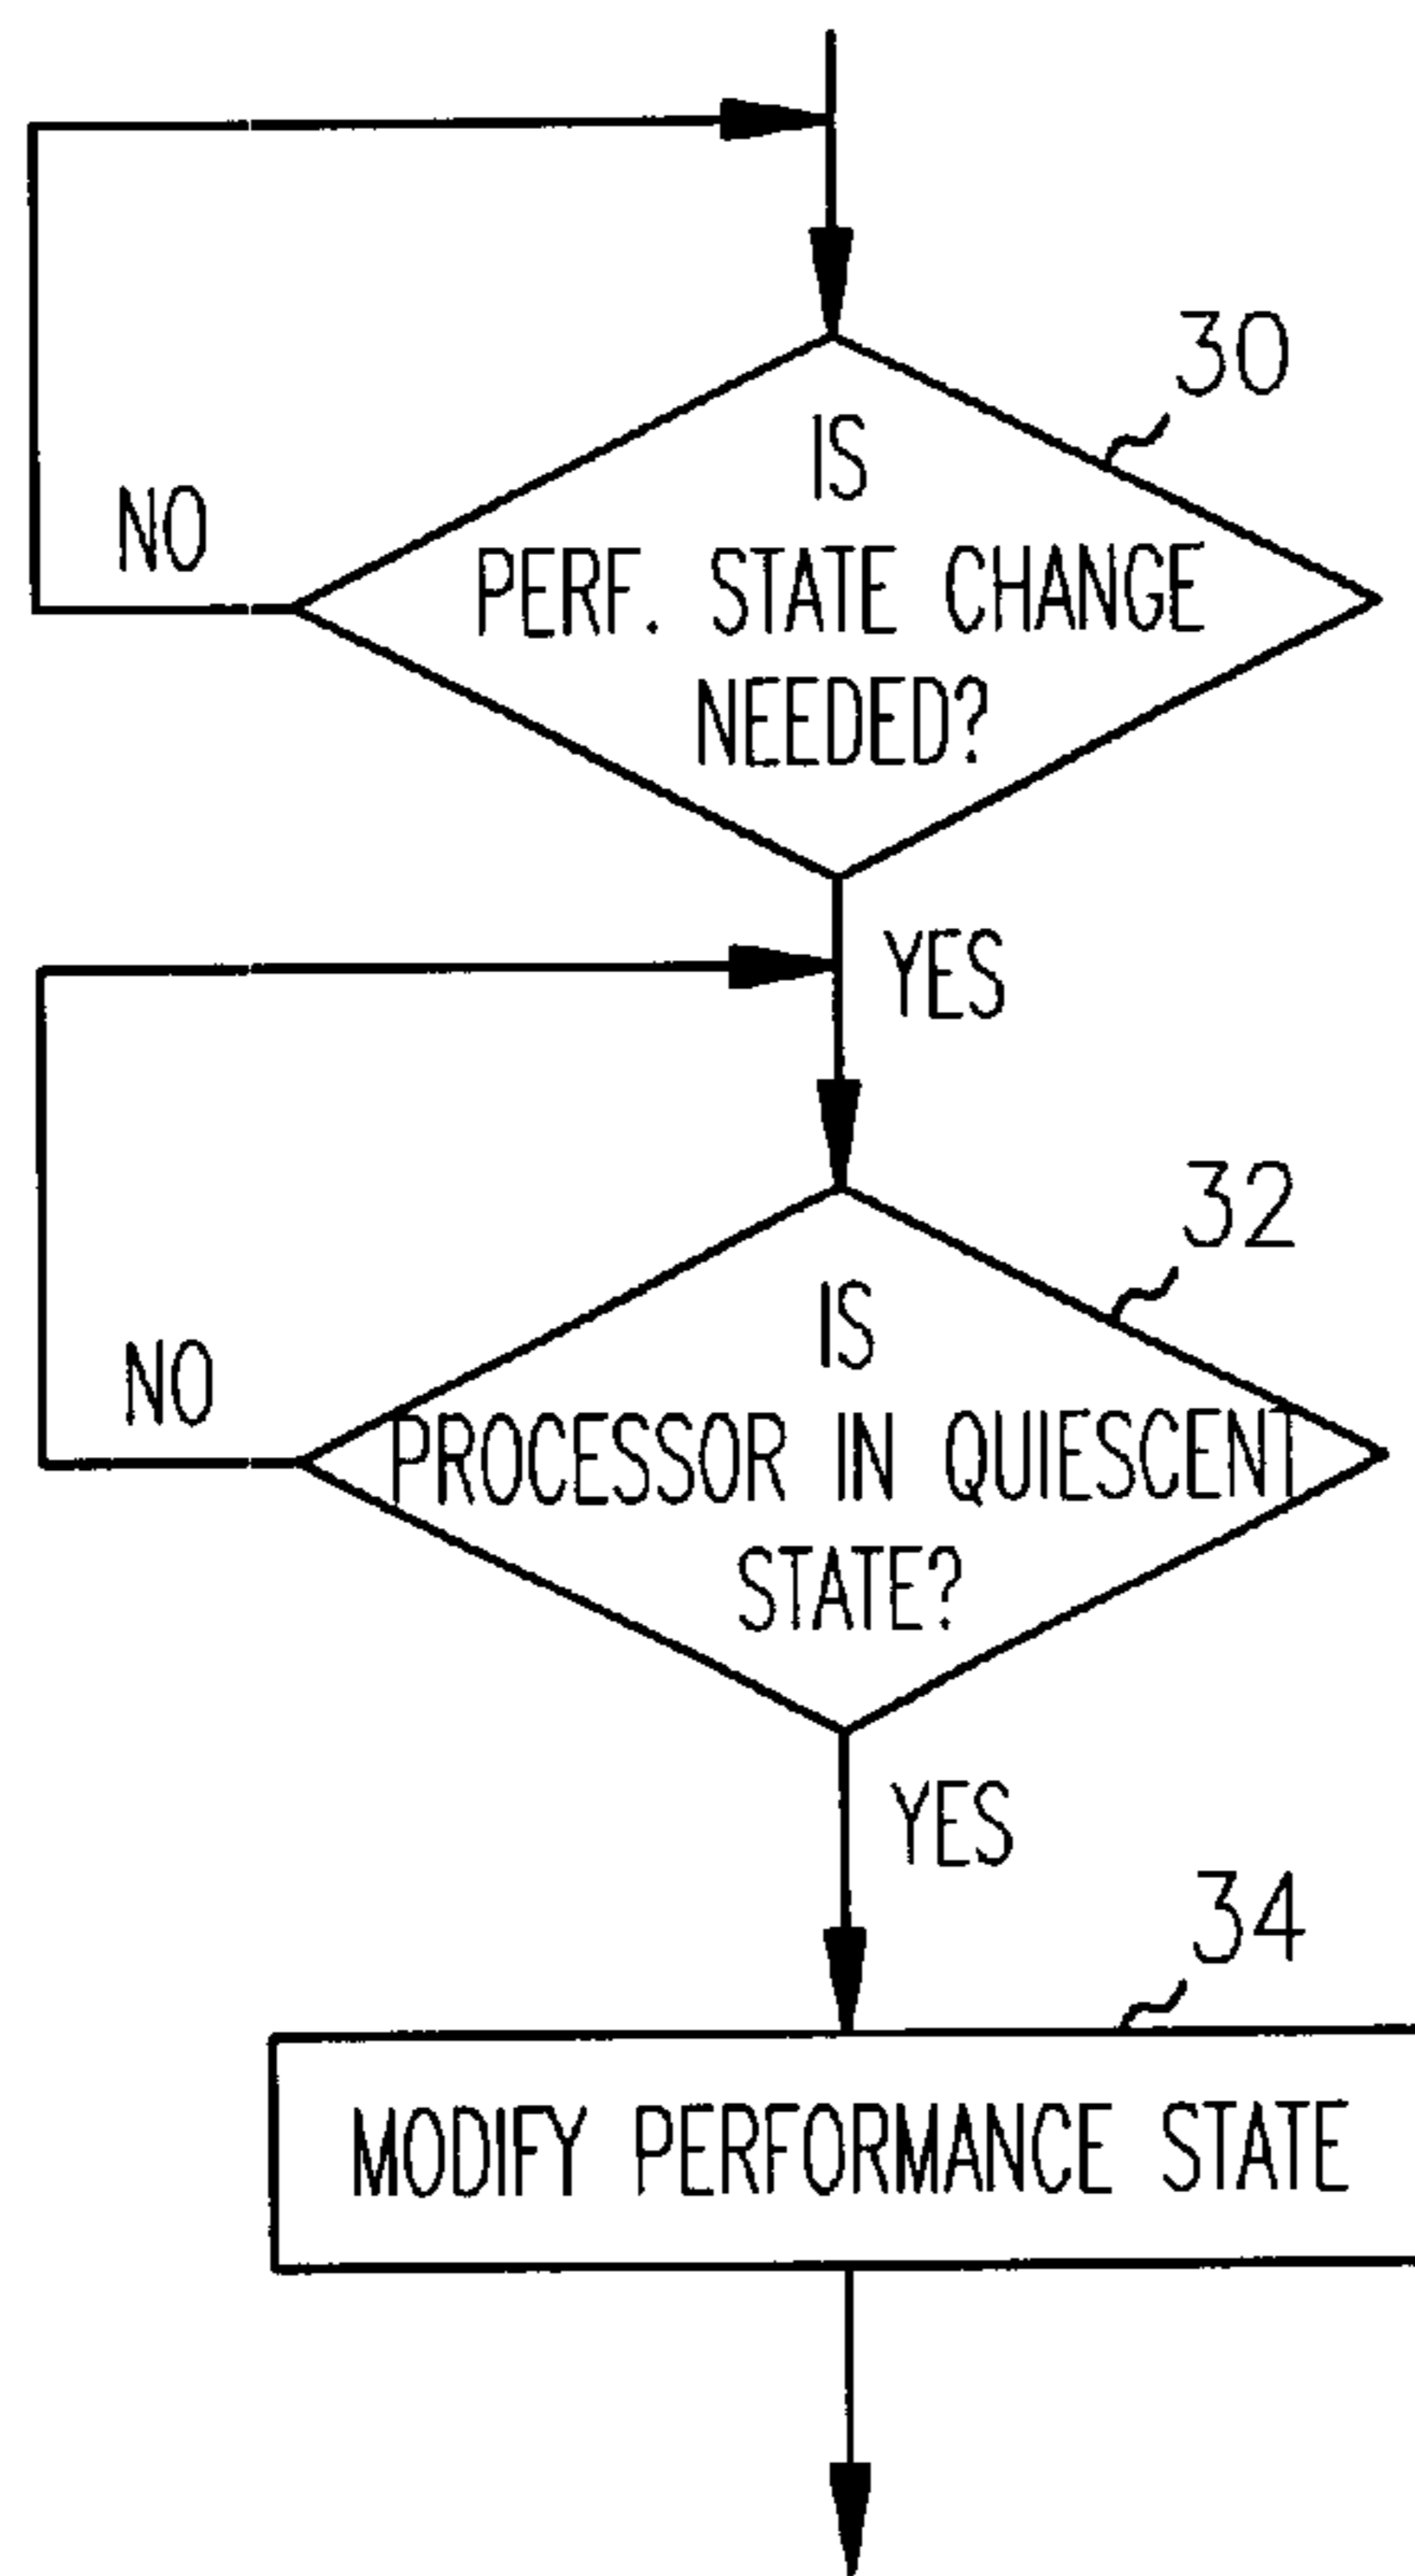 30
IS
NO
PERF. STATE CHANGE
NEEDED?
YES
32
IS
NO
PROCESSOR IN QUIESCENT
STATE?
YES
34
MODIFY PERFORMANCE STATE